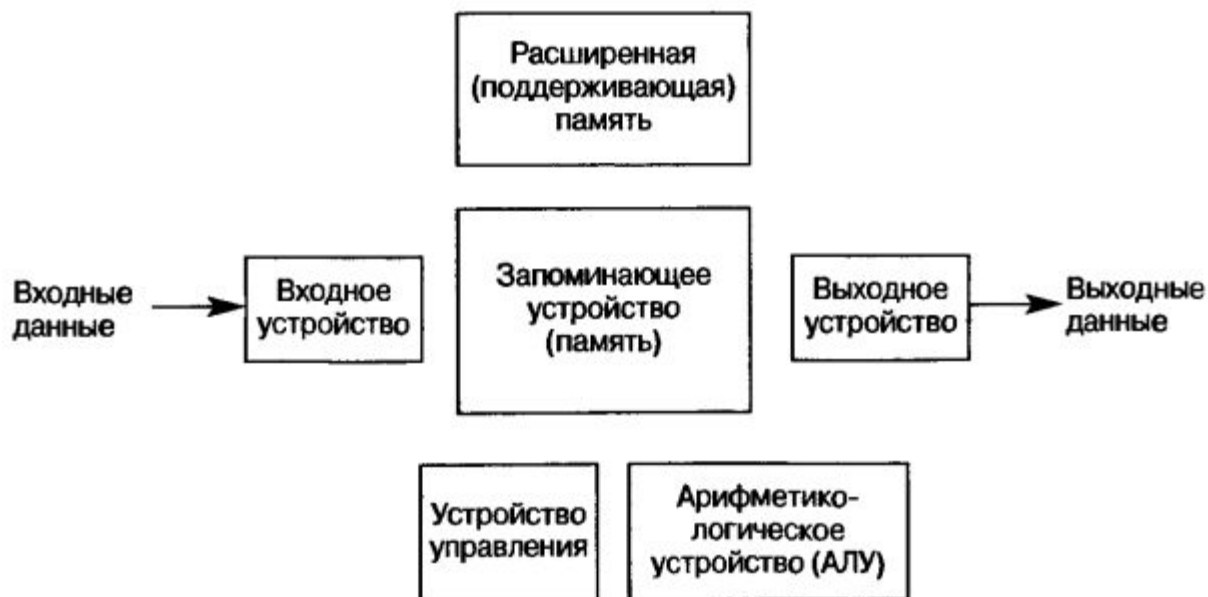 Расширенная
(поддерживающая)
память
Входные
данные
Входное
устройство
Запоминающее
устройство
(память)
Выходное
устройство
Выходные
данные
Устройство
управления
Арифметико-
логическое
устройство (АЛУ)